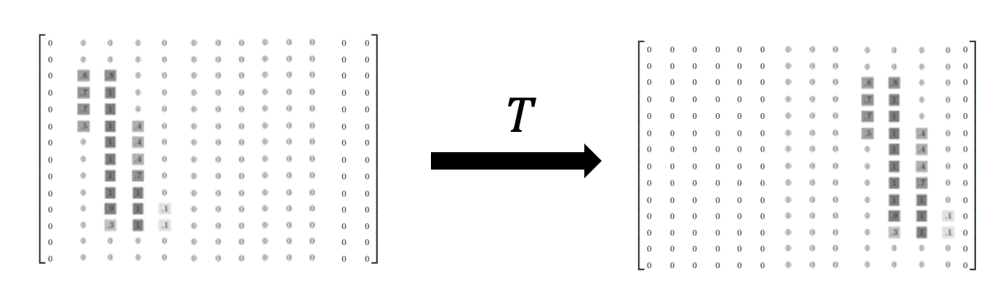 0 0 0 0 0 0 0 0 0 0 0 0 0
0 0 0 0 0 0 0 0 0 0 0 0 0
0 .6 .8 0 0 0 0 0 0 0 0 0 0
0 .7 1 0 0 0 0 0 0 0 0 0 0
0 .7 1 0 0 0 0 0 0 0 0 0 0
0 .5 1 .4 0 0 0 0 0 0 0 0 0
0 0 1 .4 0 0 0 0 0 0 0 0 0
0 0 1 .4 0 0 0 0 0 0 0 0 0
0 0 1 .7 0 0 0 0 0 0 0 0 0
0 0 1 1 0 0 0 0 0 0 0 0 0
0 0 .9 1 .1 0 0 0 0 0 0 0 0
0 0 .3 1 .1 0 0 0 0 0 0 0 0
0 0 0 0 0 0 0 0 0 0 0 0 0
0 0 0 0 0 0 0 0 0 0 0 0 0
T
0 0 0 0 0 0 0 0 0 0 0 0 0 0
0 0 0 0 0 0 0 0 0 0 0 0 0 0
0 0 0 0 0 0 0 0 0 .6 .8 0 0 0
0 0 0 0 0 0 0 0 0 .7 1 0 0 0
0 0 0 0 0 0 0 0 0 .7 1 0 0 0
0 0 0 0 0 0 0 0 0 .5 1 .4 0 0
0 0 0 0 0 0 0 0 0 0 1 .4 0 0
0 0 0 0 0 0 0 0 0 0 1 .4 0 0
0 0 0 0 0 0 0 0 0 0 1 .7 0 0
0 0 0 0 0 0 0 0 0 0 1 1 0 0
0 0 0 0 0 0 0 0 0 0 .9 1 .1 0
0 0 0 0 0 0 0 0 0 0 .3 1 .1 0
0 0 0 0 0 0 0 0 0 0 0 0 0 0
0 0 0 0 0 0 0 0 0 0 0 0 0 0